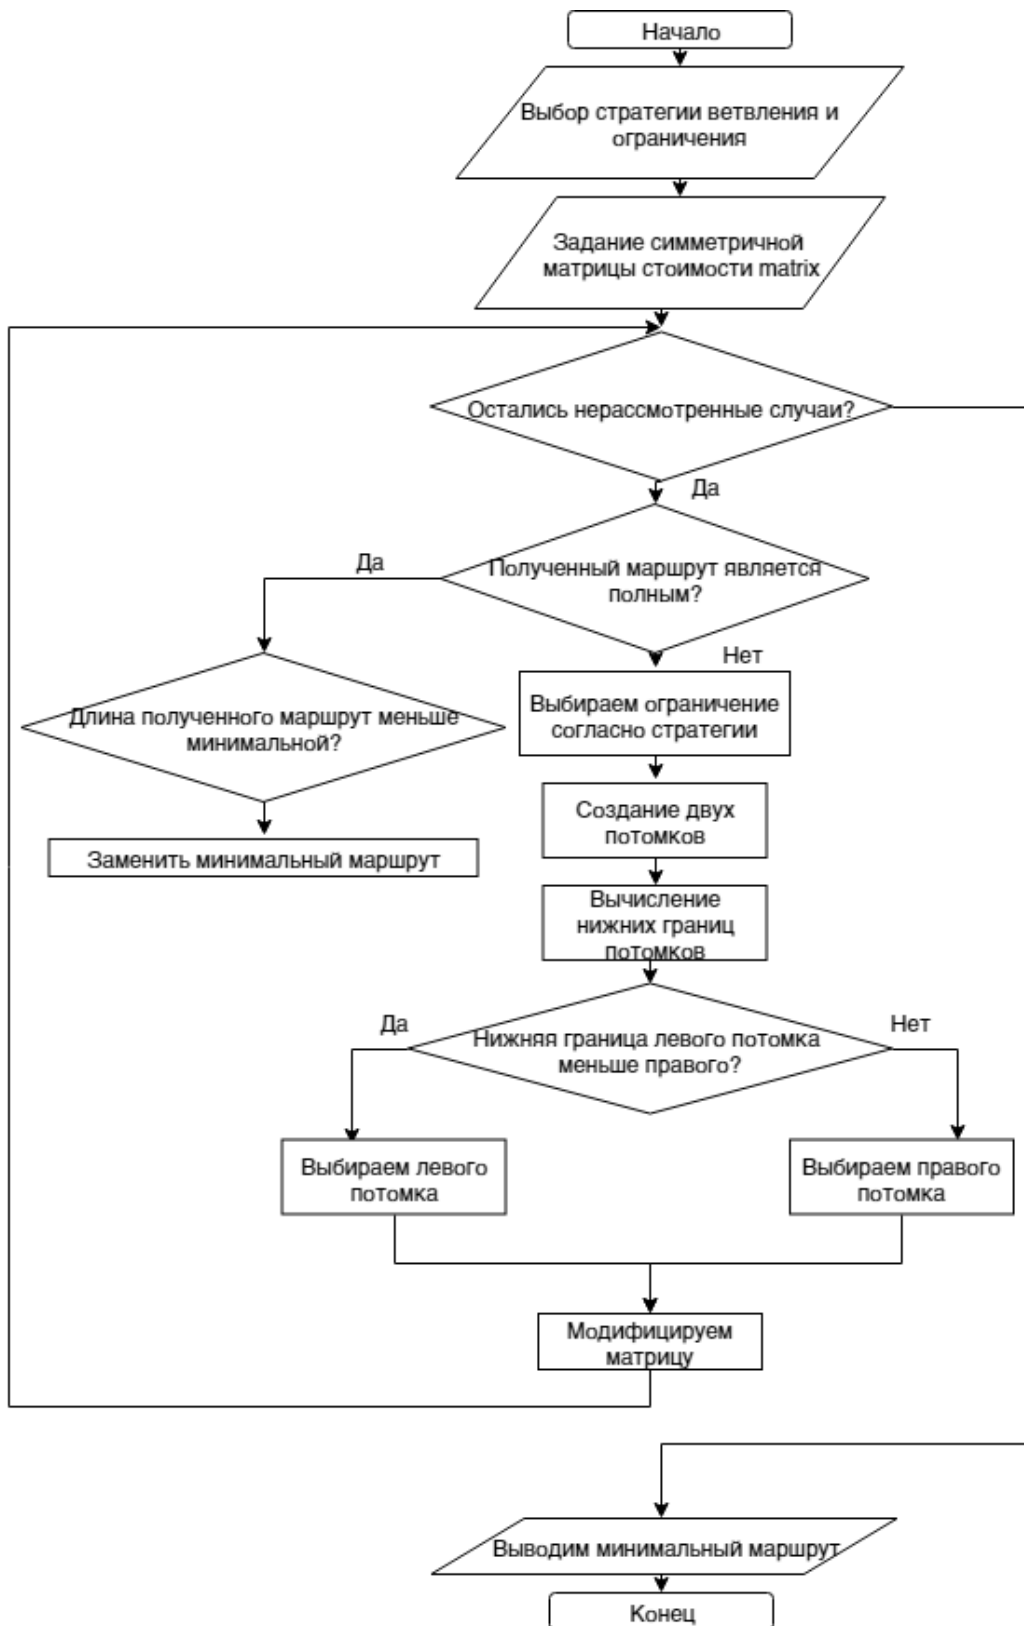 Начало
Выбор стратегии ветвления и
ограничения
Задание симметричной
матрицы стоимости matrix
Остались нерассмотренные случаи?
Да
Да
Полученный маршрут является
полным?
Нет
Длина полученного маршрут меньше
минимальной?
Выбираем ограничение
согласно стратегии
Создание двух
потомков
Заменить минимальный маршрут
Вычисление
нижних границ
потомков
Да
Нет
Нижняя граница левого потомка
меньше правого?
Выбираем левого
потомка
Выбираем правого
потомка
Модифицируем
матрицу
Выводим минимальный маршрут
Конец